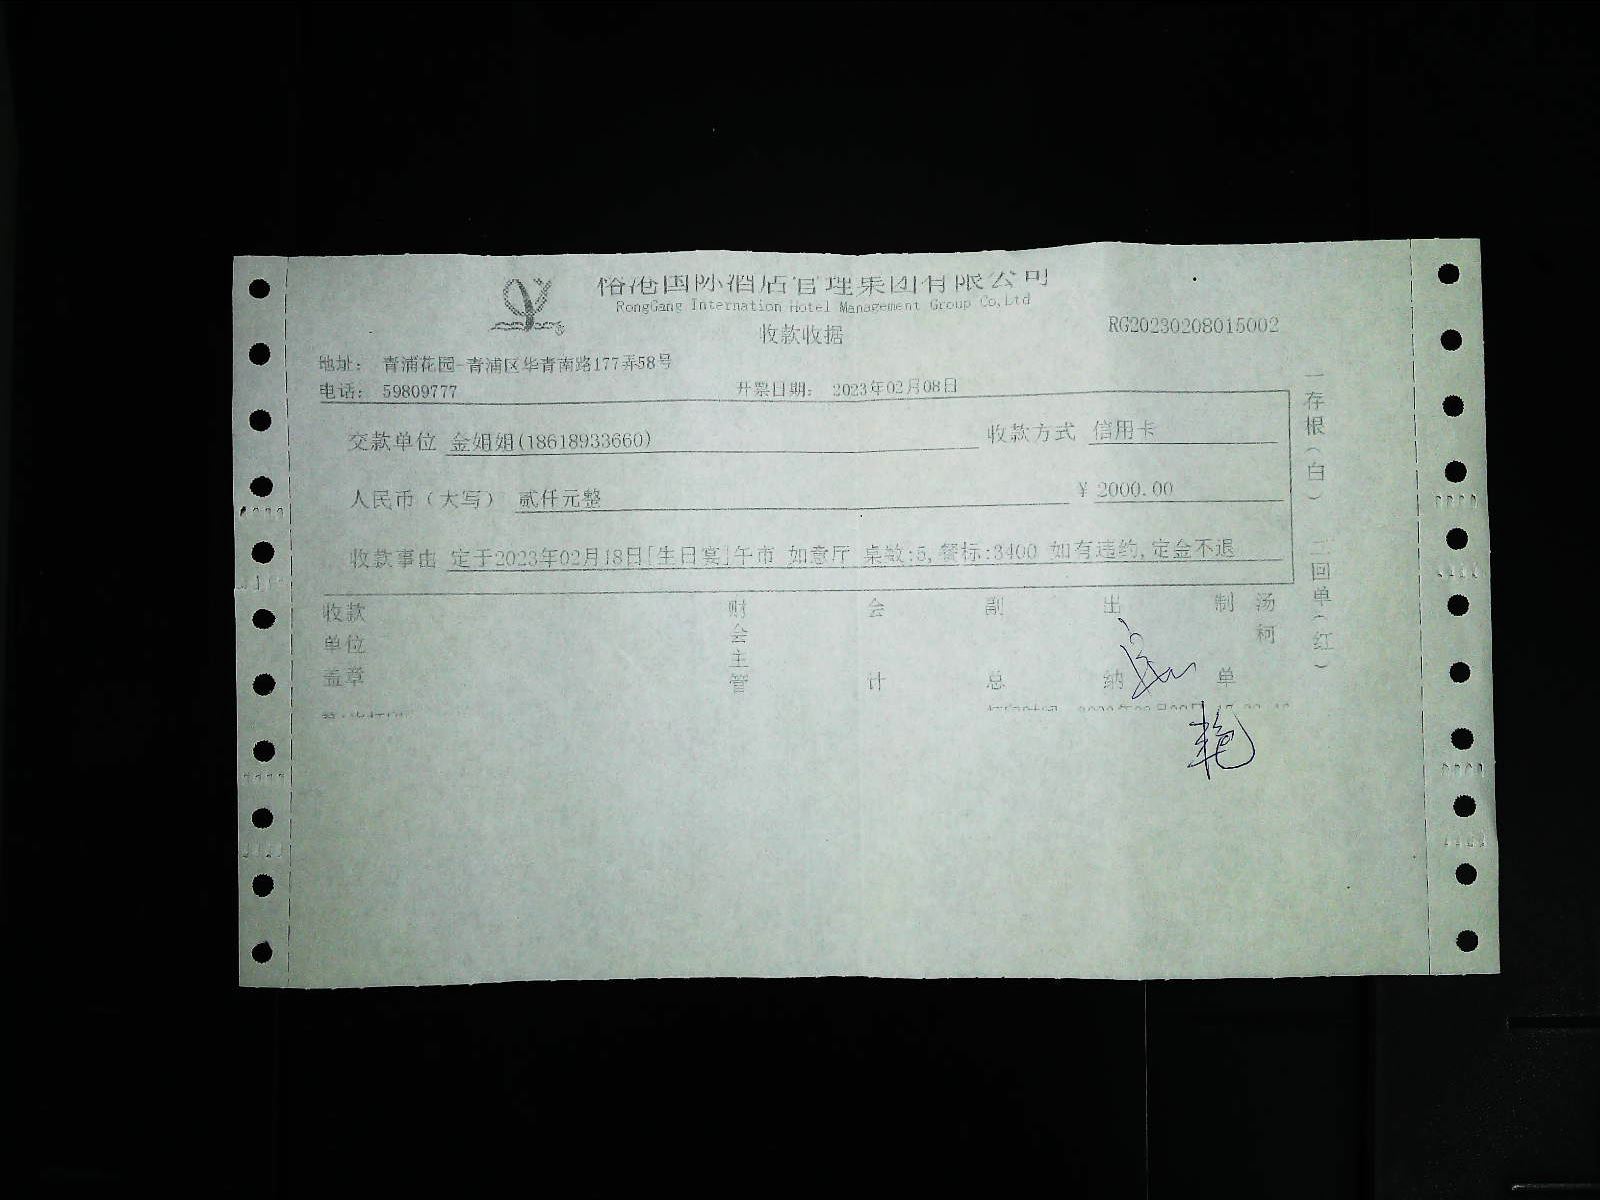 国际酒店管理集团有限公司
RongGang Internation Hotel Management Group Co,Ltd
收款收据
RG20230208015002
地址: 青浦花园-青浦区华青南路177弄58号
电话: 59809777 开票日期: 2023年02月08日
交款单位 金姐姐(18618933660) 收款方式 信用卡
人民币(大写) 贰仟元整 ¥ 2000.00
收款事由 定于2023年02月18日[生日宴]午市 如意厅 桌数:5,餐标:3400 如有违约,定金不退
收款单位盖章 财会主管 会计 副总 出纳 制单 汤柯
一存根(白) 二回单(红)
艳